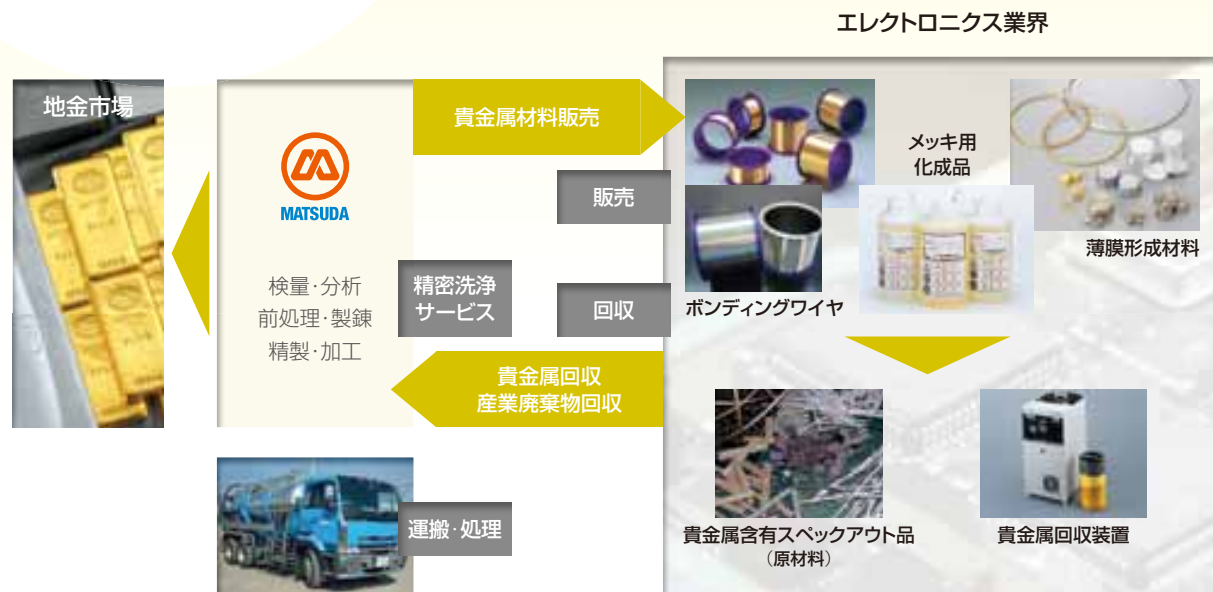 エレクトロニクス業界
地金市場
貴金属材料販売
MATSUDA
販売
メッキ用
化成品
薄膜形成材料
検量・分析
前処理・製錬
精製・加工
精密洗浄
サービス
回収
ボンディングワイヤ
貴金属回収
産業廃棄物回収
運搬・処理
貴金属含有スペックアウト品
（原材料）
貴金属回収装置